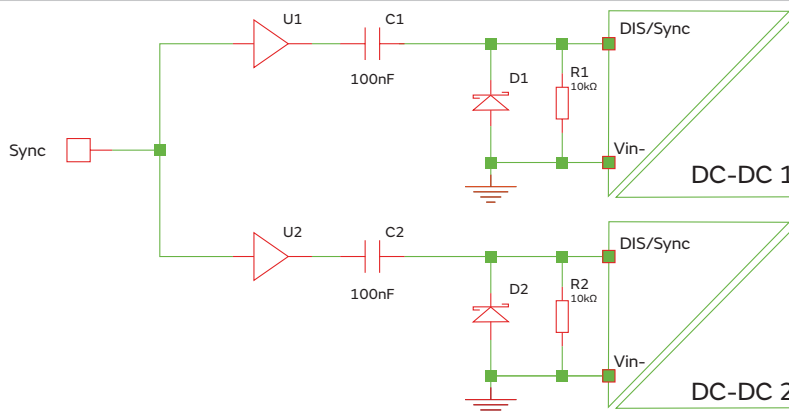 U1
C1
DIS/Sync
100nF
D1
R1
10kΩ
Sync
Vin-
DC-DC 1
U2
C2
DIS/Sync
100nF
D2
R2
10kΩ
Vin-
DC-DC 2